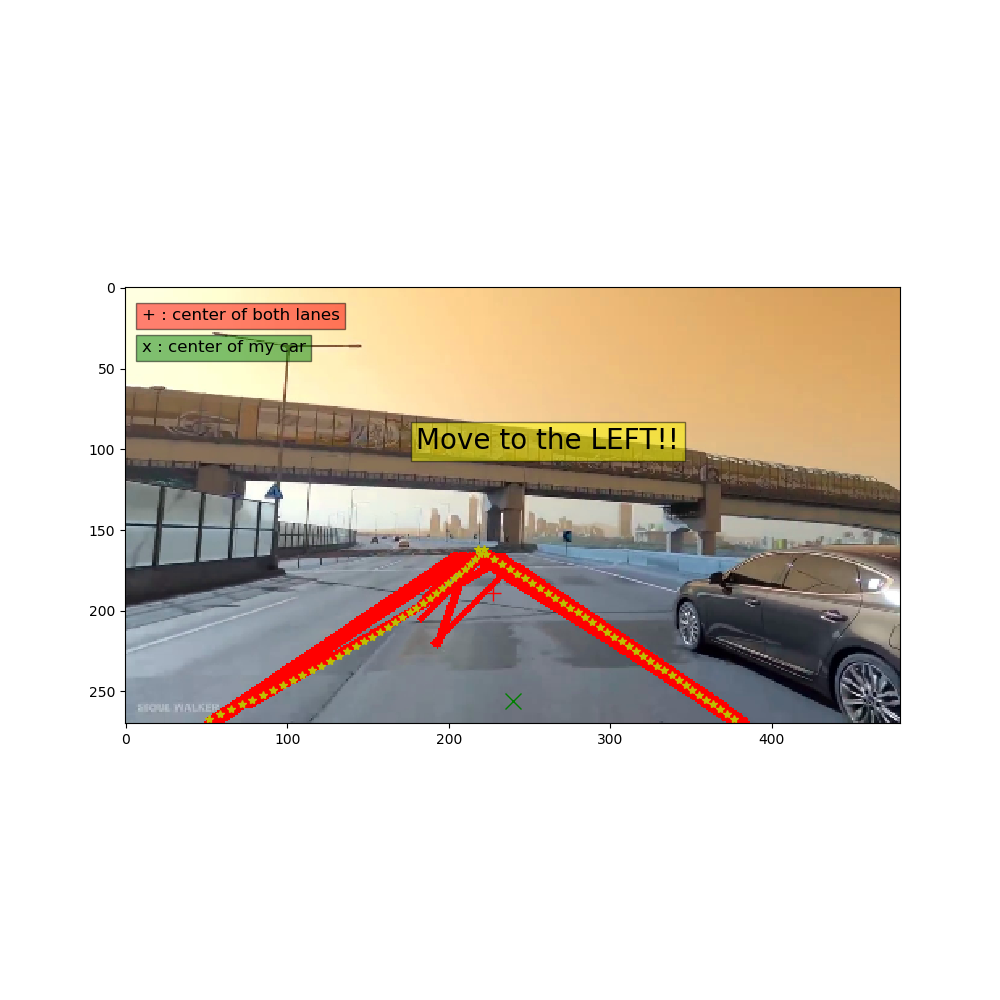 0
+ : center of both lanes
x : center of my car
50
Move to the LEFT!!
100
150
200
250
SEOUL WALKER
0 100 200 300 400